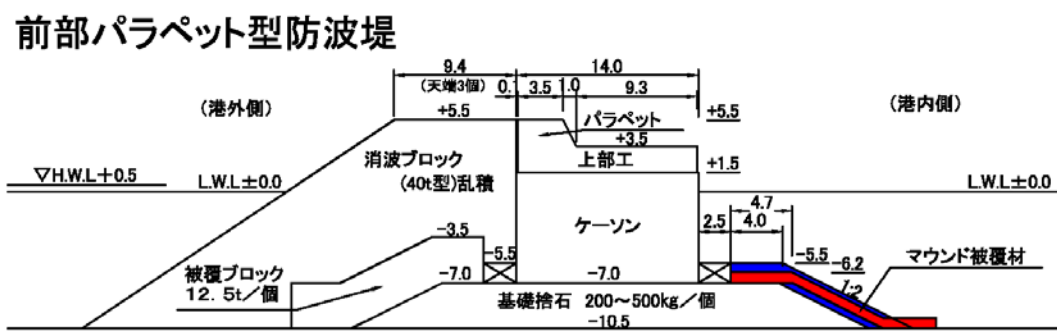 前部パラペット型防波堤
9.4
14.0
(天端3個)
0.1
3.5
1.0
9.3
(港外側)
(港内側)
+5.5
パラペット
+5.5
+3.5
消波ブロック
(40t型)乱積
上部工
+1.5
▽H.W.L+0.5
L.W.L±0.0
L.W.L±0.0
ケーソン
4.7
2.5
4.0
-3.5
-5.5
-5.5
-6.2
マウンド被覆材
被覆ブロック
12.5t/個
-7.0
-7.0
1:2
基礎捨石 200~500kg/個
-10.5